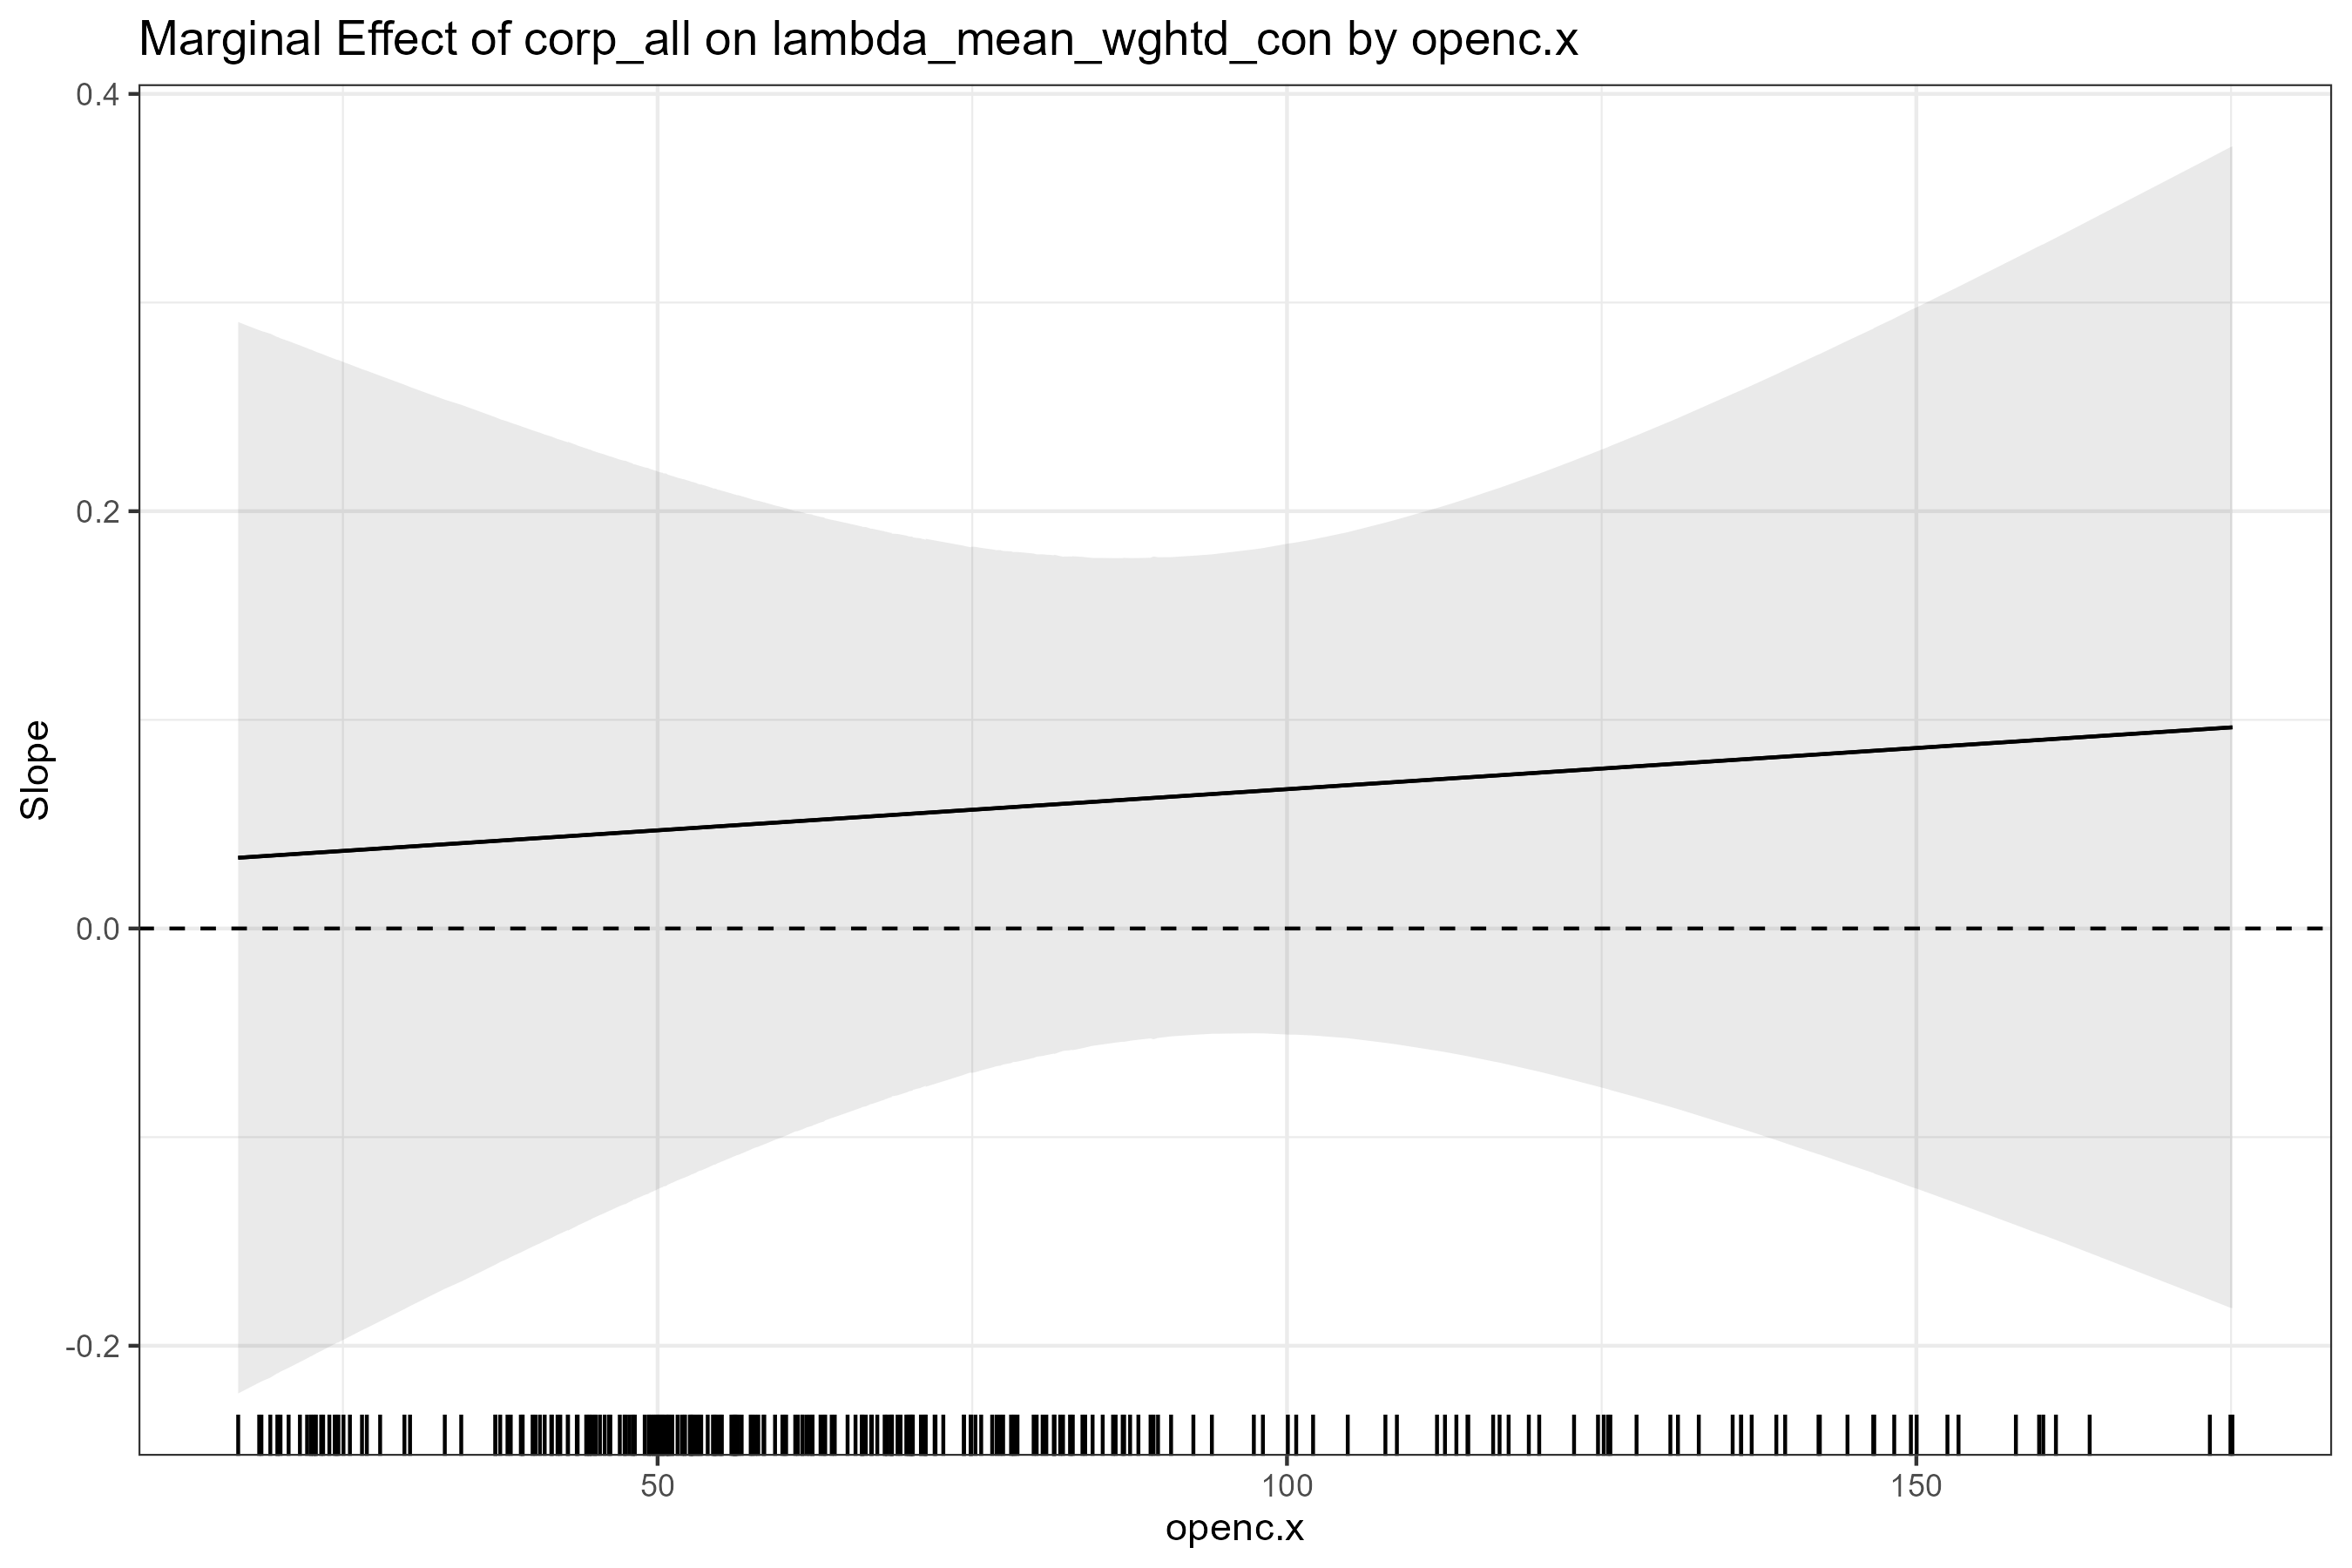 Marginal Effect of corp_all on lambda_mean_wghtd_con by openc.x
0.4
0.2
0.0
-0.2
Slope
50 100 150
openc.x